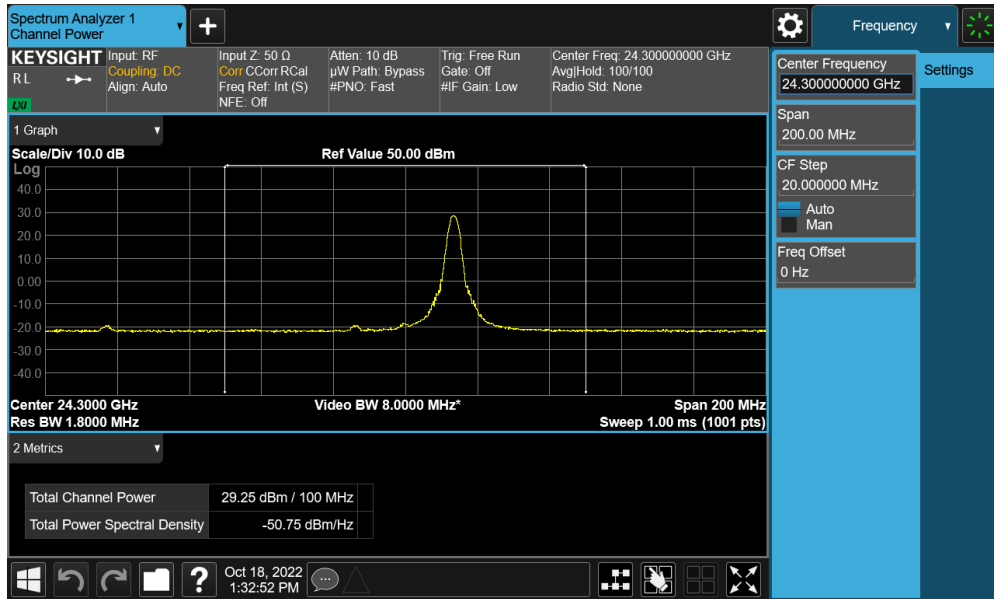 Spectrum Analyzer 1
Channel Power
+
Frequency
KEYSIGHT
R L
LXI
Input: RF
Coupling: DC
Align: Auto
Input Z: 50 Ω
Corr CCorr RCal
Freq Ref: Int (S)
NFE: Off
Atten: 10 dB
µW Path: Bypass
#PNO: Fast
Trig: Free Run
Gate: Off
#IF Gain: Low
Center Freq: 24.300000000 GHz
Avg|Hold: 100/100
Radio Std: None
Center Frequency
24.300000000 GHz
Settings
Span
200.00 MHz
CF Step
20.000000 MHz
Auto
Man
Freq Offset
0 Hz
1 Graph
Scale/Div 10.0 dB
Ref Value 50.00 dBm
Log
40.0
30.0
20.0
10.0
0.00
-10.0
-20.0
-30.0
-40.0
Center 24.3000 GHz
Video BW 8.0000 MHz*
Span 200 MHz
Res BW 1.8000 MHz
Sweep 1.00 ms (1001 pts)
2 Metrics
Total Channel Power 29.25 dBm / 100 MHz
Total Power Spectral Density -50.75 dBm/Hz
?
Oct 18, 2022
1:32:52 PM